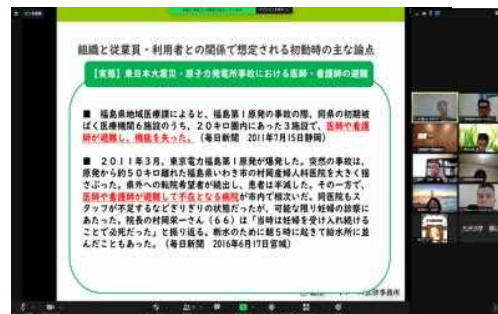 組織と従業員・利用者との関係で想定される初動時の主な論点
【実態】東日本大震災・原子力発電所事故における医師・看護師の避難
■ 福島県地域医療課によると、福島第1原発の事故の際、同県の初期被
ばく医療機関6施設のうち、20キロ圏内にあった3施設で、医師や看護
師が避難し、機能を失った。(毎日新聞 2011年7月15日静岡)
■ 2011年3月、東京電力福島第1原発が爆発した。突然の事故は、
原発から約50キロ離れた福島県いわき市の村岡産婦人科医院を大きく揺
さぶった。県外への転院希望者が続出し、患者は半減した。その一方で、
医師や看護師が避難して不在となる病院が市内で相次いだ。同医院もス
タッフが不足するなどぎりぎりの状態だったが、可能な限り妊婦の診察に
あたった。院長の村岡栄一さん(66)は「当時は妊婦を受け入れ続ける
ことで必死だった」と振り返る。断水のために朝5時に起きて給水所に並
んだこともあった。(毎日新聞 2016年6月17日宮城)
法律事務所
九州大学